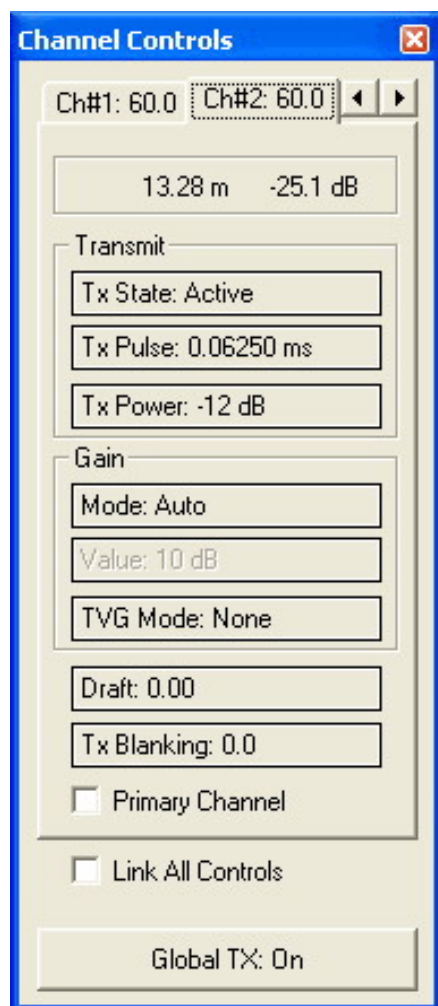 Channel Controls
Ch#1: 60.0 Ch#2: 60.0
13.28 m -25.1 dB
Transmit
Tx State: Active
Tx Pulse: 0.06250 ms
Tx Power: -12 dB
Gain
Mode: Auto
Value: 10 dB
TVG Mode: None
Draft: 0.00
Tx Blanking: 0.0
Primary Channel
Link All Controls
Global TX: On